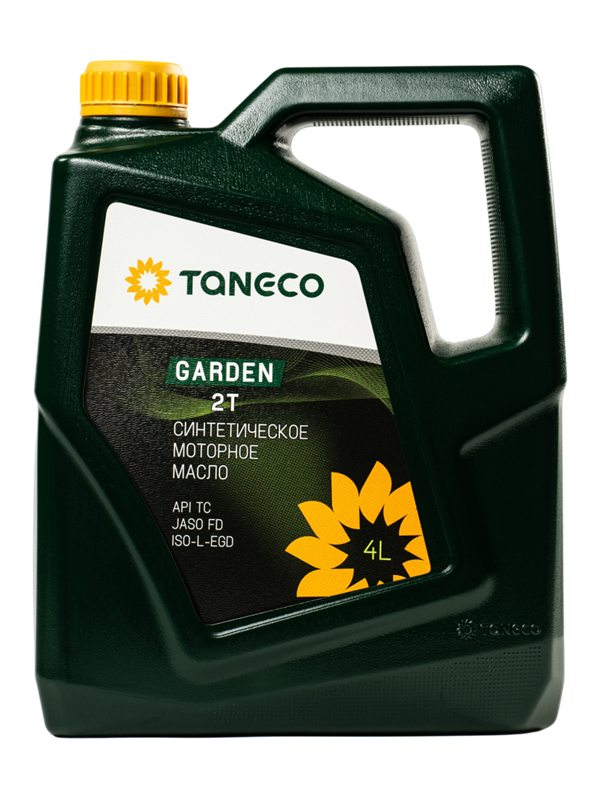 TANECO
GARDEN
2T
СИНТЕТИЧЕСКОЕ
МОТОРНОЕ
МАСЛО
API TC
JASO FD
ISO-L-EGD
4L
TANECO